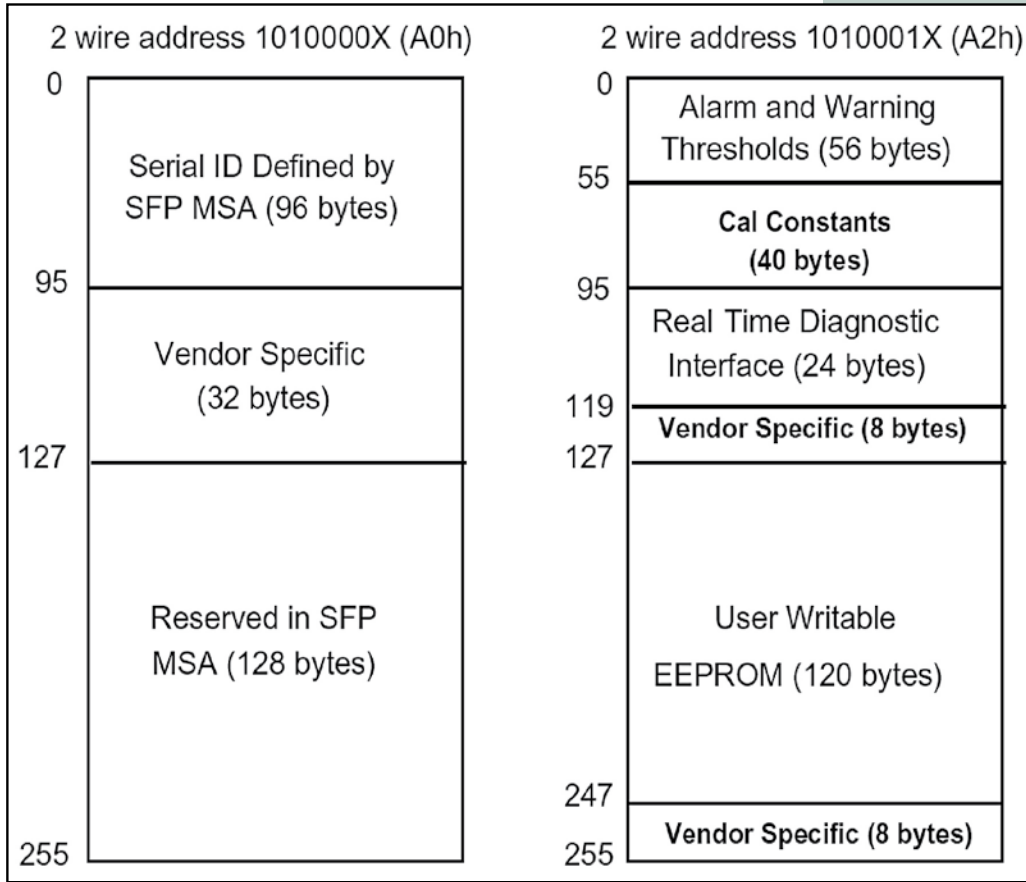 2 wire address 1010000X (A0h)
0
Serial ID Defined by
SFP MSA (96 bytes)
95
Vendor Specific
(32 bytes)
127
Reserved in SFP
MSA (128 bytes)
255
2 wire address 1010001X (A2h)
0
Alarm and Warning
Thresholds (56 bytes)
55
Cal Constants
(40 bytes)
95
Real Time Diagnostic
Interface (24 bytes)
119
Vendor Specific (8 bytes)
127
User Writable
EEPROM (120 bytes)
247
Vendor Specific (8 bytes)
255